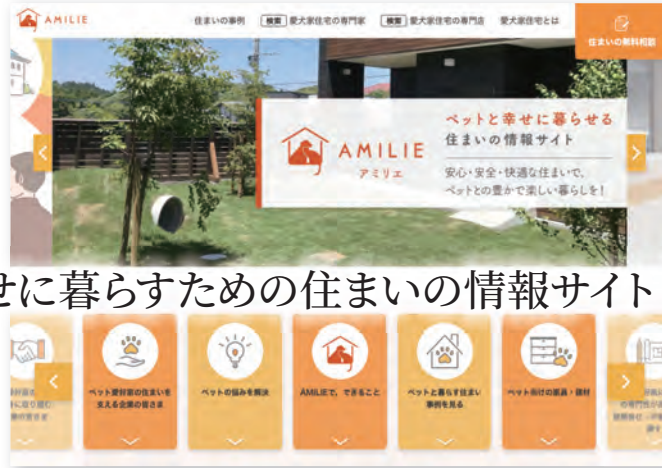 AMILIE
住まいの事例
検索 愛犬家住宅の専門家
検索 愛犬家住宅の専門店
愛犬家住宅とは
住まいの無料相談
AMILIE
アミリエ
ペットと幸せに暮らせる
住まいの情報サイト
安心・安全・快適な住まいで、
ペットとの豊かで楽しい暮らしを!
せに暮らすための住まいの情報サイト
ペット愛好家の住まいを
支える企業の皆さま
ペットの悩みを解決
AMILIEで、できること
ペットと暮らす住まい
事例を見る
ペット向けの建具・建材